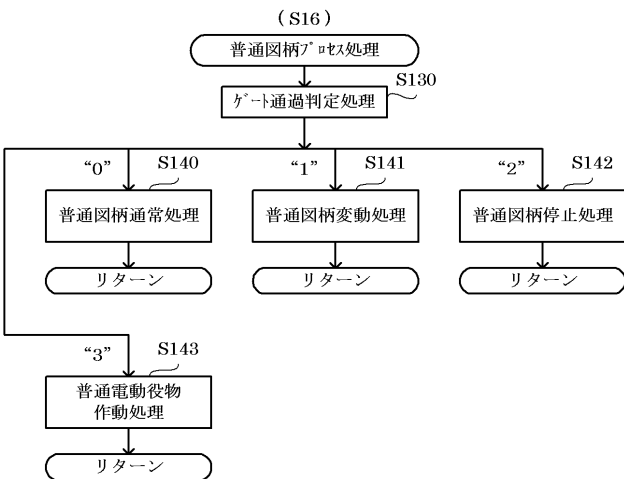 (S16)
普通図柄ﾌﾟﾛｾｽ処理
S130
ｹﾞｰﾄ通過判定処理
“0” S140 “1” S141 “2” S142
普通図柄通常処理 普通図柄変動処理 普通図柄停止処理
リターン リターン リターン
“3” S143
普通電動役物
作動処理
リターン